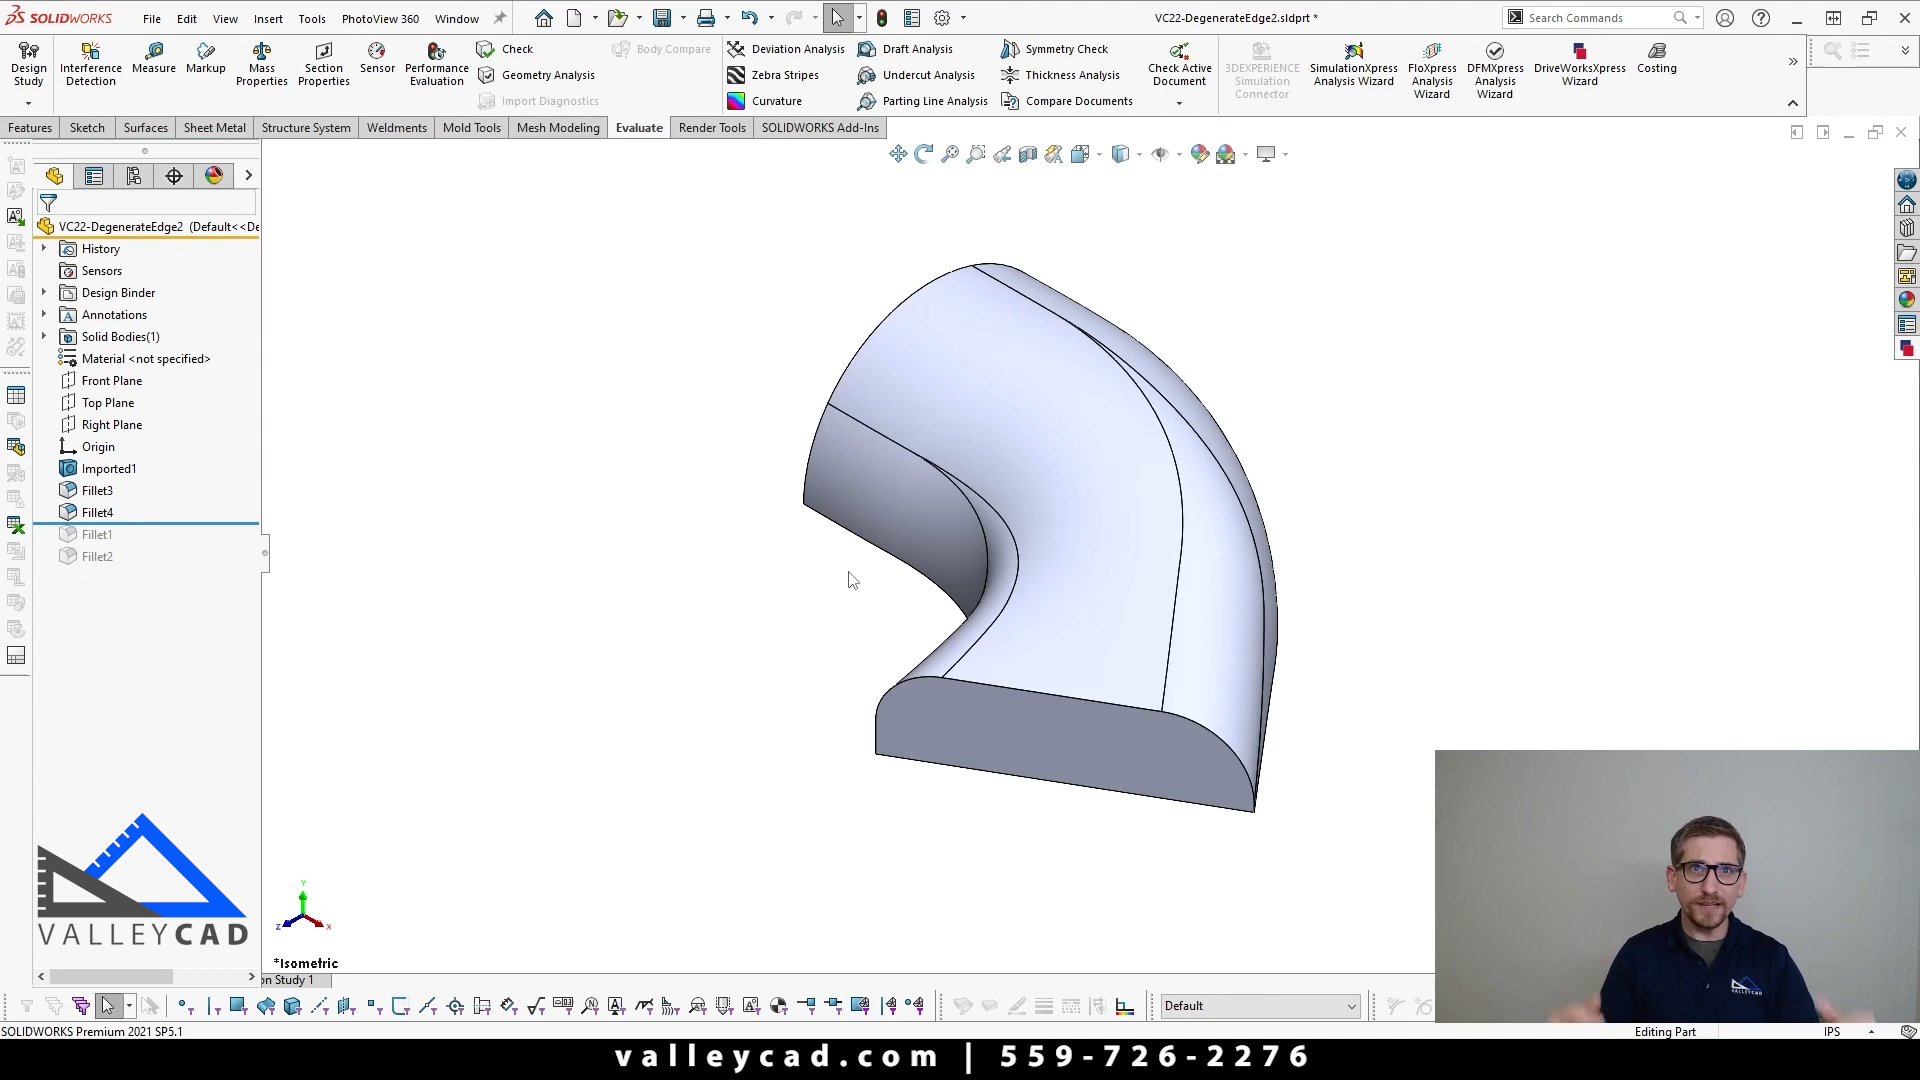 SOLIDWORKS File Edit View Insert Tools PhotoView 360 Window
VC22-DegenerateEdge2.sldprt *
Search Commands
Design Study
Interference Detection
Measure
Markup
Mass Properties
Section Properties
Sensor
Performance Evaluation
Check
Geometry Analysis
Import Diagnostics
Body Compare
Deviation Analysis
Zebra Stripes
Curvature
Draft Analysis
Undercut Analysis
Parting Line Analysis
Symmetry Check
Thickness Analysis
Compare Documents
Check Active Document
3DEXPERIENCE Simulation Connector
SimulationXpress Analysis Wizard
FloXpress Analysis Wizard
DFMXpress Analysis Wizard
DriveWorksXpress Wizard
Costing
Features Sketch Surfaces Sheet Metal Structure System Weldments Mold Tools Mesh Modeling Evaluate Render Tools SOLIDWORKS Add-Ins
VC22-DegenerateEdge2 (Default<<De
History
Sensors
Design Binder
Annotations
Solid Bodies(1)
Material <not specified>
Front Plane
Top Plane
Right Plane
Origin
Imported1
Fillet3
Fillet4
Fillet1
Fillet2
VALLEYCAD
Y
Z X
*Isometric
on Study 1
Default
SOLIDWORKS Premium 2021 SP5.1
Editing Part
IPS
valleycad.com | 559-726-2276